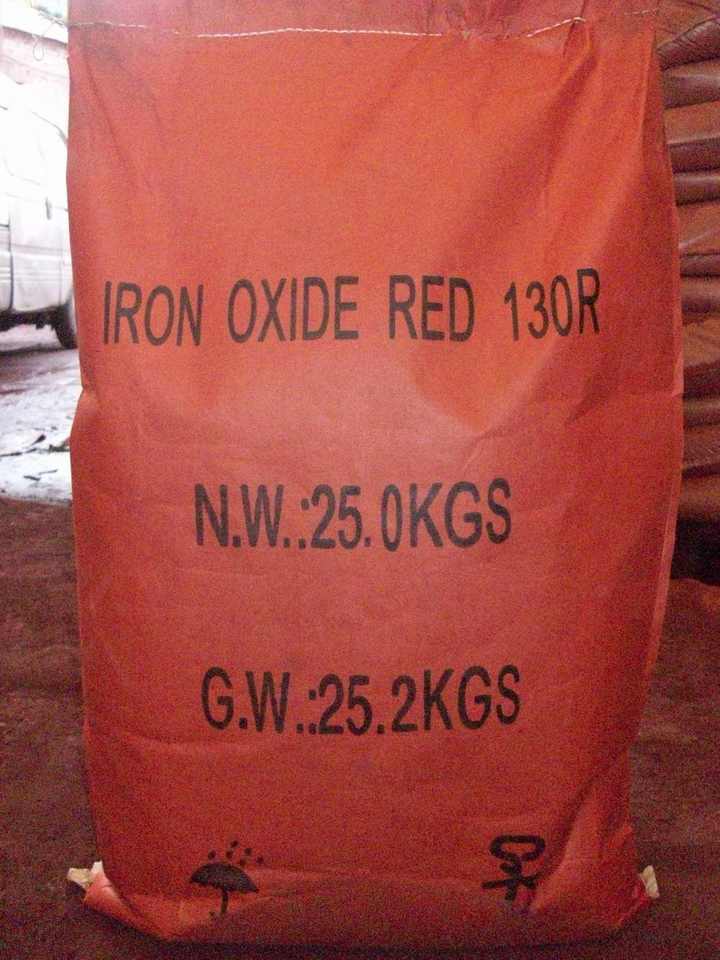 IRON OXIDE RED 130R
N.W.:25.0KGS
G.W.:25.2KGS